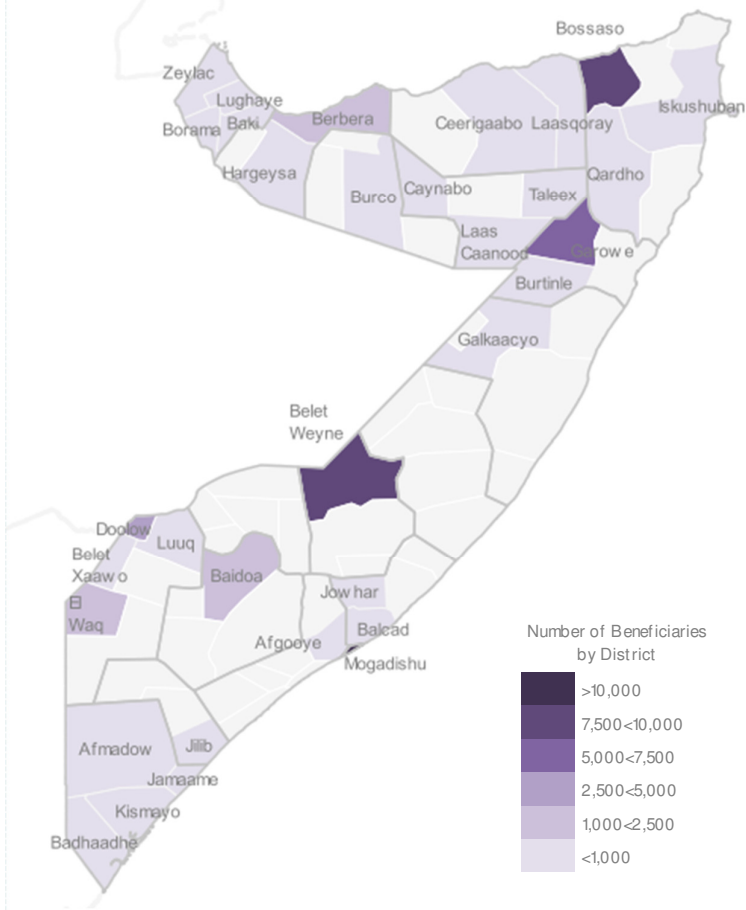 Bossaso
Zeylac
Lughaye
Iskushuban
Borama
Baki
Berbera
Ceerigaabo
Laasqoray
Hargeysa
Qardho
Burco
Caynabo
Taleex
Laas
Caanood
Garowe
Burtinle
Galkaacyo
Belet
Weyne
Doolow
Luuq
Belet
Xaawo
Baidoa
El
Waq
Jowhar
Balcad
Afgooye
Mogadishu
Number of Beneficiaries
by District
>10,000
7,500<10,000
5,000<7,500
2,500<5,000
1,000<2,500
<1,000
Afmadow
Jilib
Jamaame
Kismayo
Badhaadhe